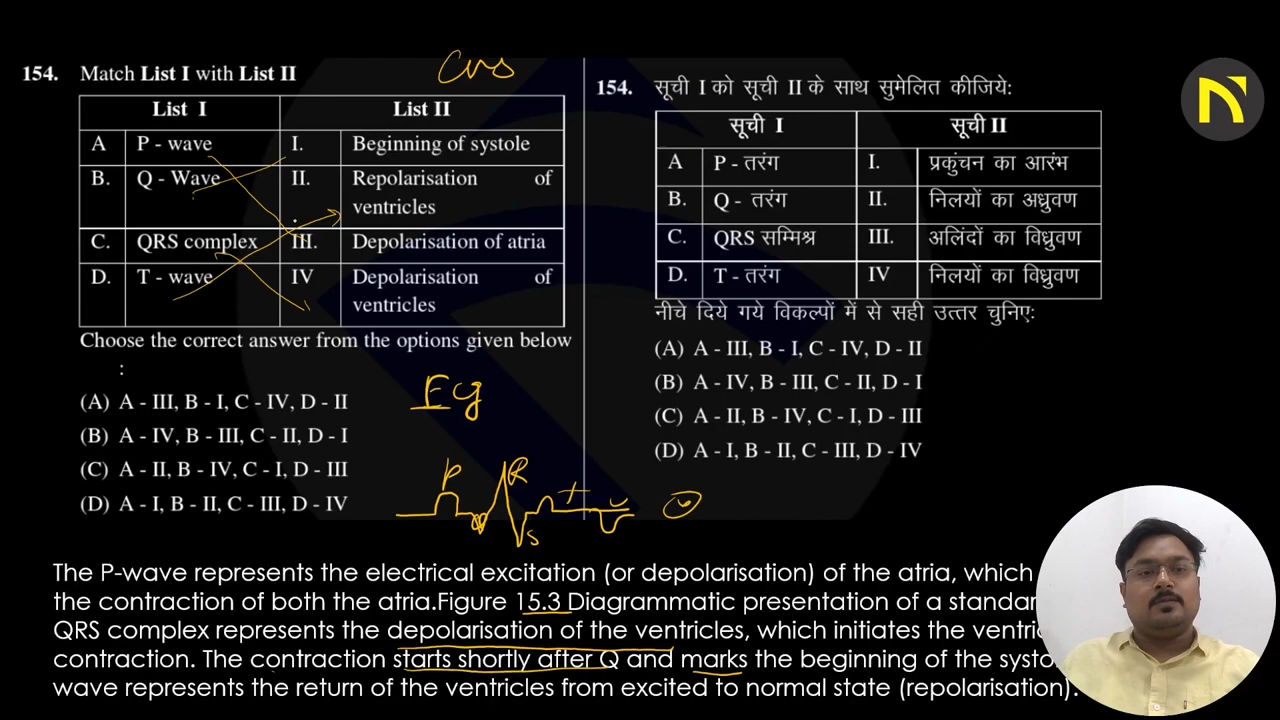 154. Match List I with List II
Cvs
List I List II
A P - wave I. Beginning of systole
B. Q - Wave II. Repolarisation of
ventricles
.
C. QRS complex III. Depolarisation of atria
D. T - wave IV Depolarisation of
ventricles
Choose the correct answer from the options given below
:
(A) A - III, B - I, C - IV, D - II
(B) A - IV, B - III, C - II, D - I
(C) A - II, B - IV, C - I, D - III
(D) A - I, B - II, C - III, D - IV
P R
S
154. सूची I को सूची II के साथ सुमेलित कीजिये:
सूची I सूची II
A P - तरंग I. प्रकुंचन का आरंभ
B. Q - तरंग II. निलयों का अध्रुवण
C. QRS सम्मिश्र III. अलिंदों का विध्रुवण
D. T - तरंग IV निलयों का विध्रुवण
नीचे दिये गये विकल्पों में से सही उत्तर चुनिए:
(A) A - III, B - I, C - IV, D - II
(B) A - IV, B - III, C - II, D - I
(C) A - II, B - IV, C - I, D - III
(D) A - I, B - II, C - III, D - IV
The P-wave represents the electrical excitation (or depolarisation) of the atria, which
the contraction of both the atria.Figure 15.3 Diagrammatic presentation of a
QRS complex represents the depolarisation of the ventricles, which initiates the
contraction. The contraction starts shortly after Q and marks the beginning of the
wave represents the return of the ventricles from excited to normal state (repolarisation).